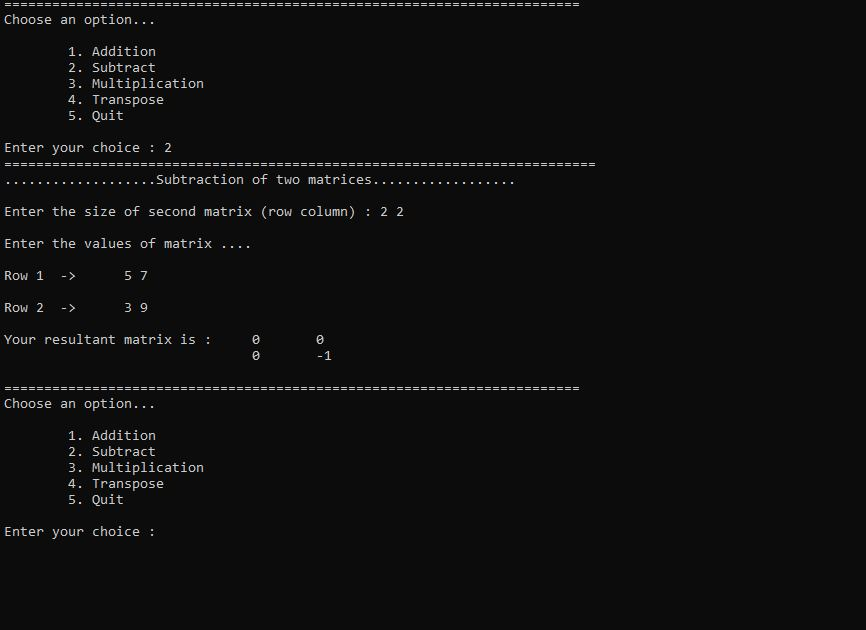 ========================================================================
Choose an option...
        1. Addition
        2. Subtract
        3. Multiplication
        4. Transpose
        5. Quit
Enter your choice : 2
==========================================================================
...................Subtraction of two matrices..................
Enter the size of second matrix (row column) : 2 2
Enter the values of matrix ....
Row 1  ->      5 7
Row 2  ->      3 9
Your resultant matrix is :     0       0
                               0       -1
========================================================================
Choose an option...
        1. Addition
        2. Subtract
        3. Multiplication
        4. Transpose
        5. Quit
Enter your choice :